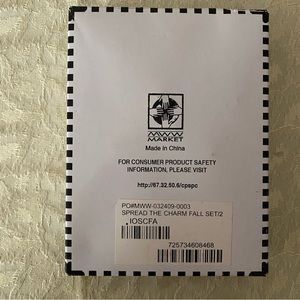 MWW
MARKET
Made in China
FOR CONSUMER PRODUCT SAFETY
INFORMATION, PLEASE VISIT
http://67.32.50.6/cpspc
PO#MWW-032409-0003
SPREAD THE CHARM FALL SET/2
IOSCFA
725734608468